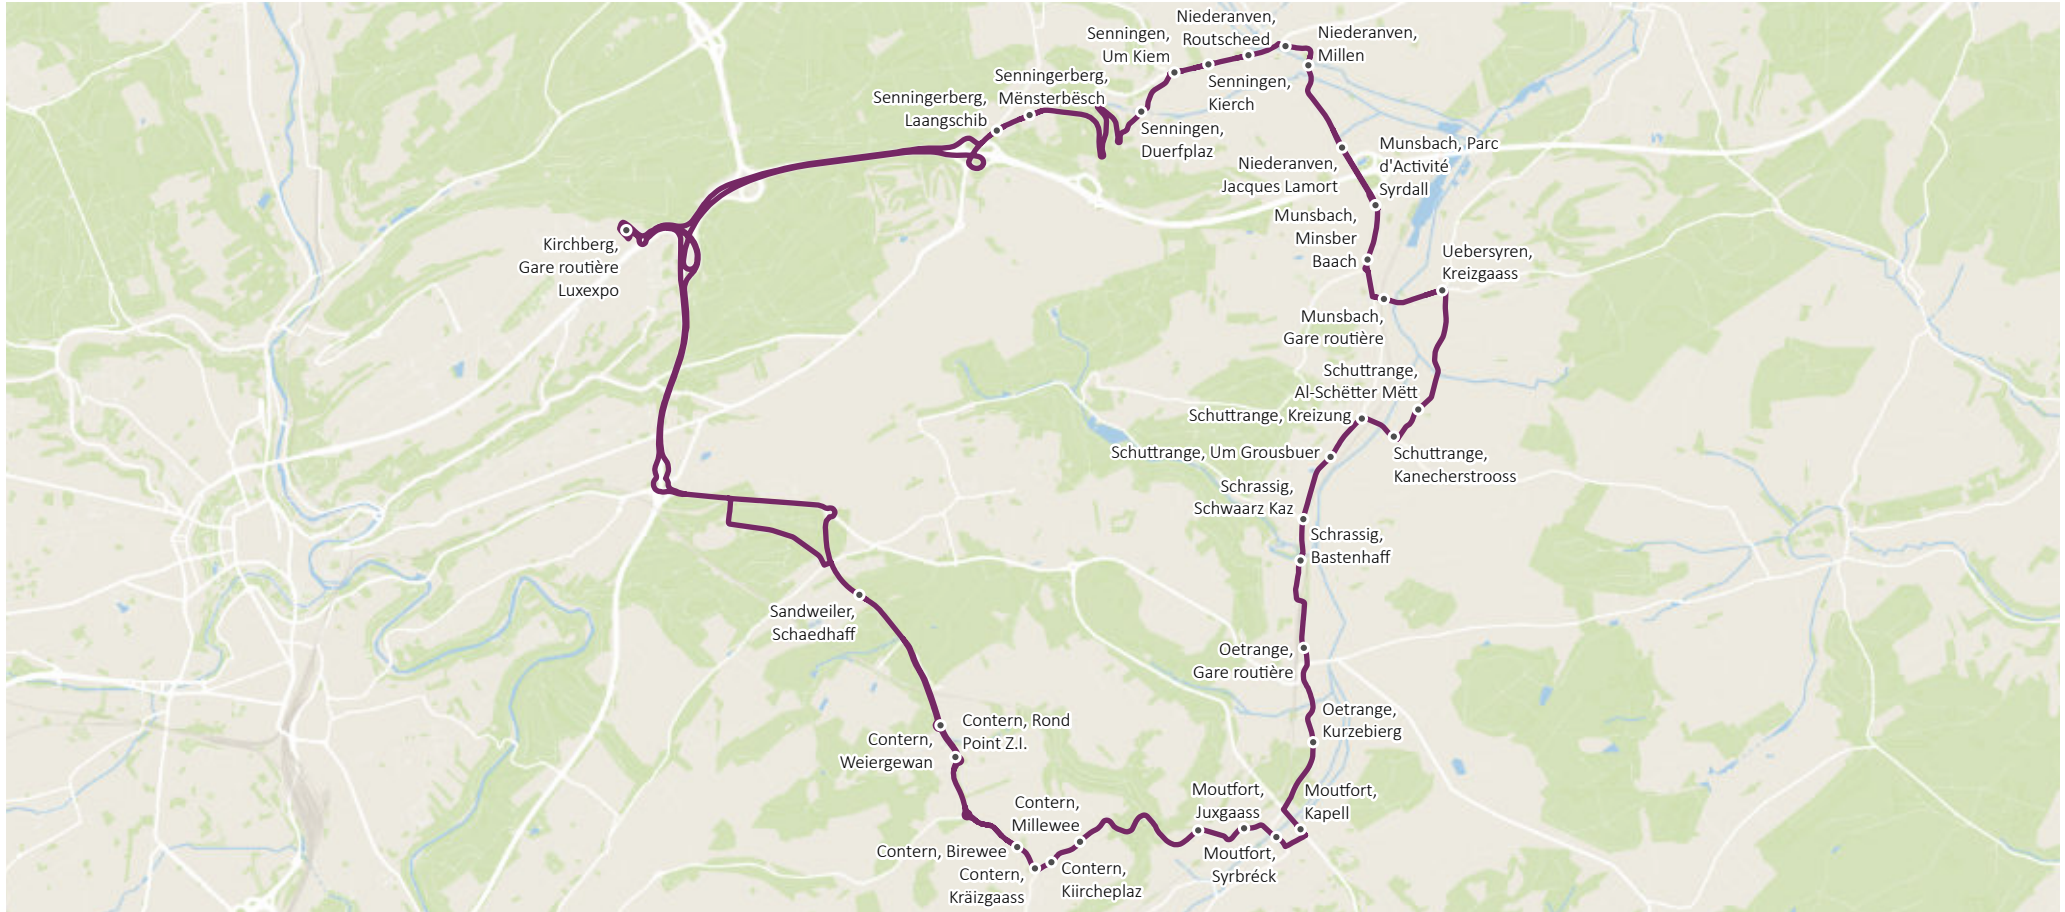 Niederanven,
Routscheed
Senningen,
Um Kiem
Niederanven,
Millen
Senningerberg,
Mënsterbësch
Senningen,
Kierch
Senningerberg,
Laangschib
Senningen,
Duerfplaz
Munsbach, Parc
d'Activité
Syrdall
Niederanven,
Jacques Lamort
Munsbach,
Minsber
Baach
Kirchberg,
Gare routière
Luxexpo
Uebersyren,
Kreizgaass
Munsbach,
Gare routière
Schuttrange,
Al-Schëtter Mëtt
Schuttrange, Kreizung
Schuttrange, Um Grousbuer
Schuttrange,
Kanecherstrooss
Schrassig,
Schwaarz Kaz
Schrassig,
Bastenhaff
Sandweiler,
Schaedhaff
Oetrange,
Gare routière
Oetrange,
Kurzebierg
Contern, Rond
Point Z.I.
Contern,
Weiergewan
Moutfort,
Juxgaass
Moutfort,
Kapell
Contern,
Millewee
Contern, Birewee
Moutfort,
Syrbréck
Contern,
Kräizgaass
Contern,
Kiircheplaz